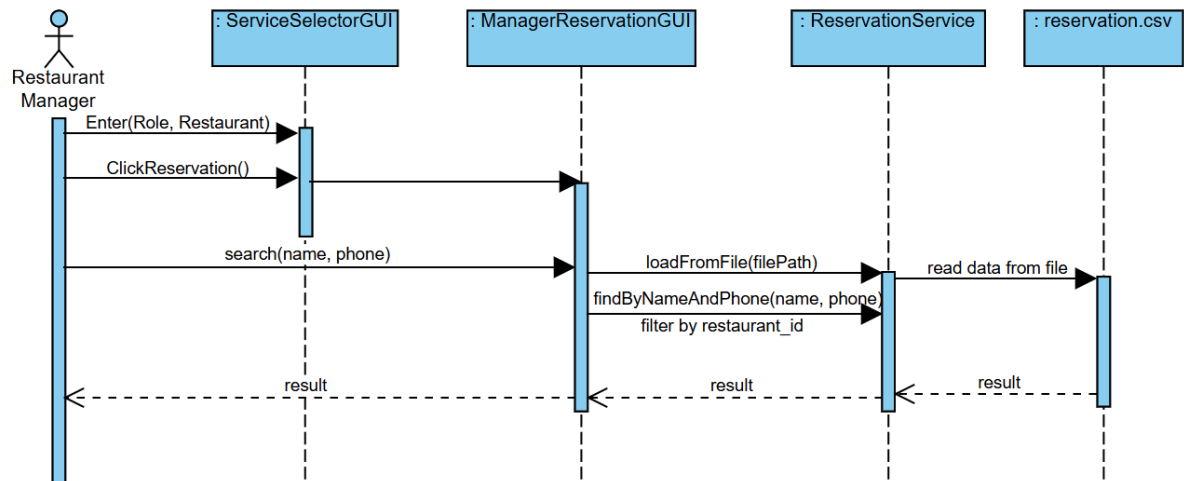 : ServiceSelectorGUI
: ManagerReservationGUI
: ReservationService
: reservation.csv
Restaurant
Manager
Enter(Role, Restaurant)
ClickReservation()
search(name, phone)
loadFromFile(filePath)
read data from file
findByNameAndPhone(name, phone)
filter by restaurant_id
result
result
result